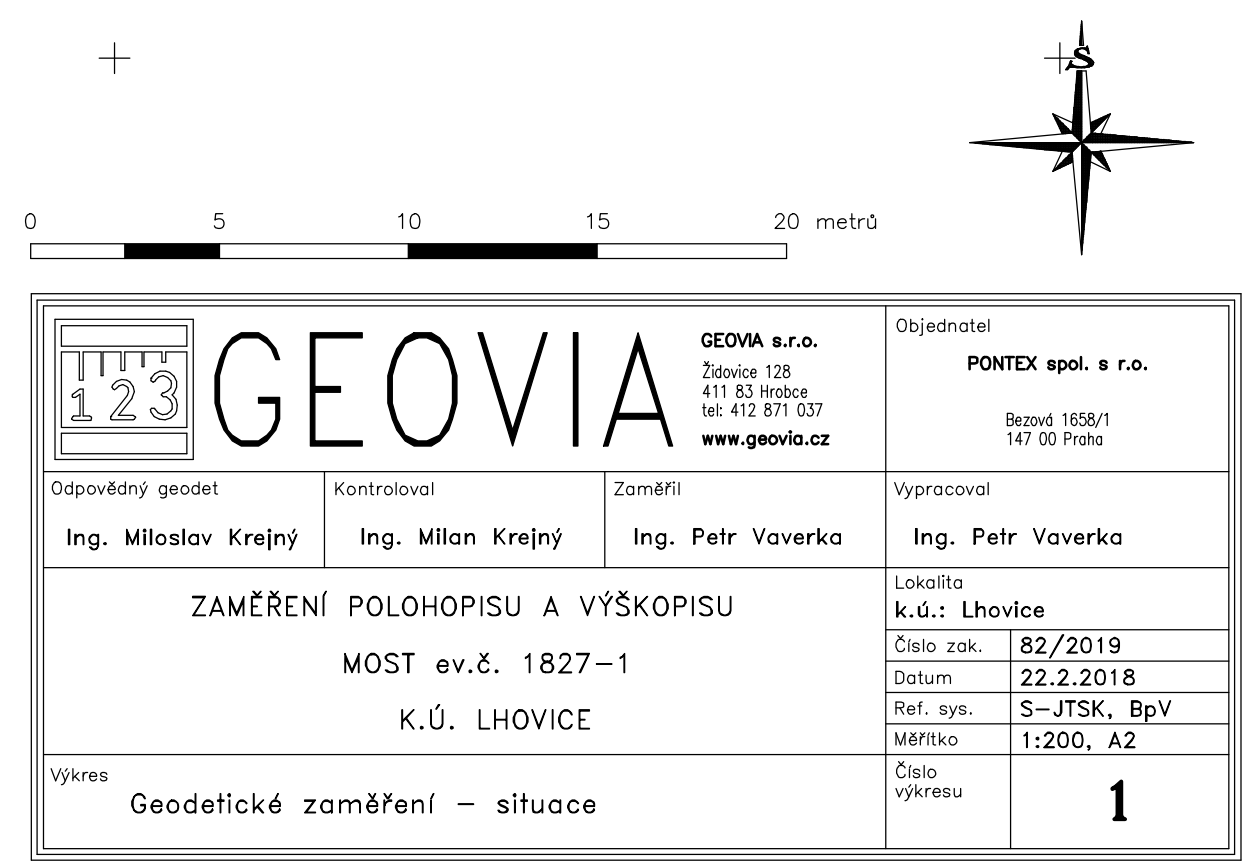 S
0 5 10 15 20 metrů
123
GEOVIA
GEOVIA s.r.o.
Židovice 128
411 83 Hrobce
tel: 412 871 037
www.geovia.cz
Objednatel
PONTEX spol. s r.o.
Bezová 1658/1
147 00 Praha
Odpovědný geodet
Ing. Miloslav Krejný
Kontroloval
Ing. Milan Krejný
Zaměřil
Ing. Petr Vaverka
Vypracoval
Ing. Petr Vaverka
ZAMĚŘENÍ POLOHOPISU A VÝŠKOPISU
MOST ev.č. 1827-1
K.Ú. LHOVICE
Lokalita
k.ú.: Lhovice
Číslo zak. 82/2019
Datum 22.2.2018
Ref. sys. S-JTSK, BpV
Měřítko 1:200, A2
Výkres
Geodetické zaměření - situace
Číslo
výkresu
1